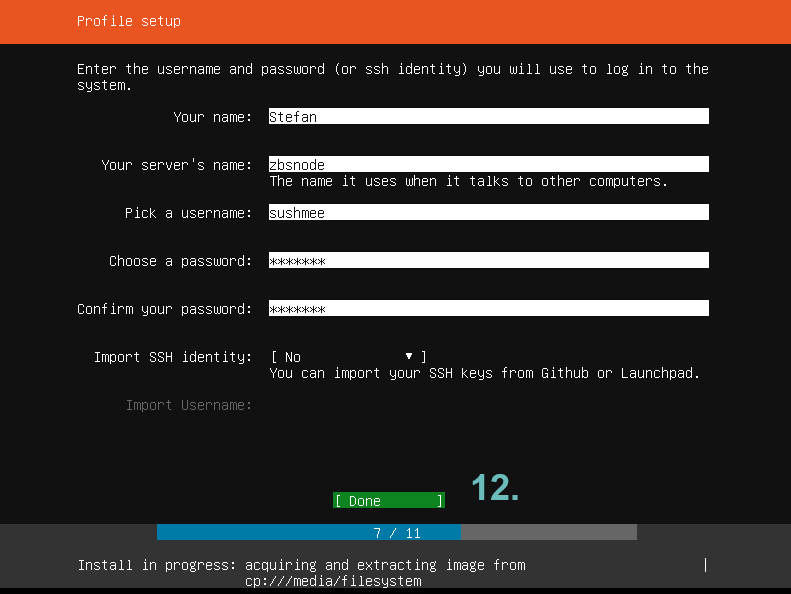 Profile setup
Enter the username and password (or ssh identity) you will use to log in to the
system.
Your name: Stefan
Your server's name: zbsnode
The name it uses when it talks to other computers.
Pick a username: sushmee
Choose a password: *******
Confirm your password: *******
Import SSH identity: [ No ▼ ]
You can import your SSH keys from Github or Launchpad.
Import Username:
[ Done ] 12.
7 / 11
Install in progress: acquiring and extracting image from |
cp:///media/filesystem